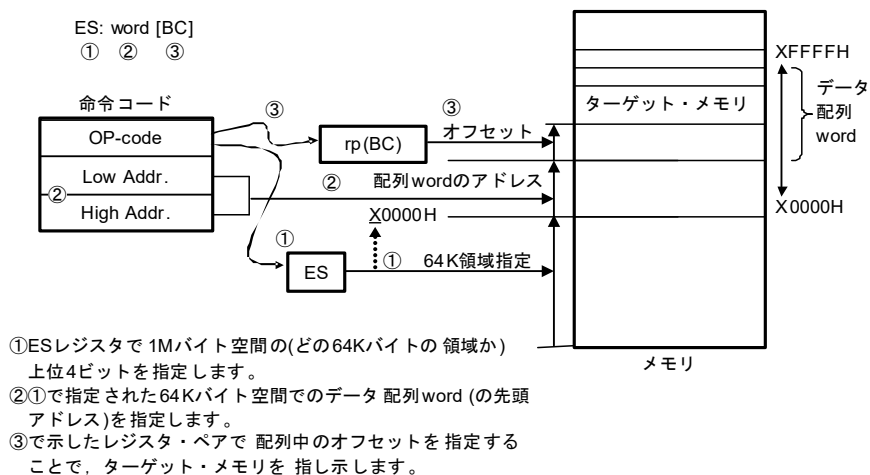 ES: word [BC]
① ② ③
命令コード
OP-code
Low Addr.
②
High Addr.
③
rp(BC)
③
オフセット
②
配列wordのアドレス
X0000H
①
ES
①
64K領域指定
ターゲット・メモリ
XFFFFH
データ
配列
word
X0000H
メモリ
①ESレジスタで1Mバイト空間の(どの64Kバイトの領域か)
上位4ビットを指定します。
②①で指定された64Kバイト空間でのデータ配列word (の先頭
アドレス)を指定します。
③で示したレジスタ・ペアで配列中のオフセットを指定する
ことで，ターゲット・メモリを指し示します。